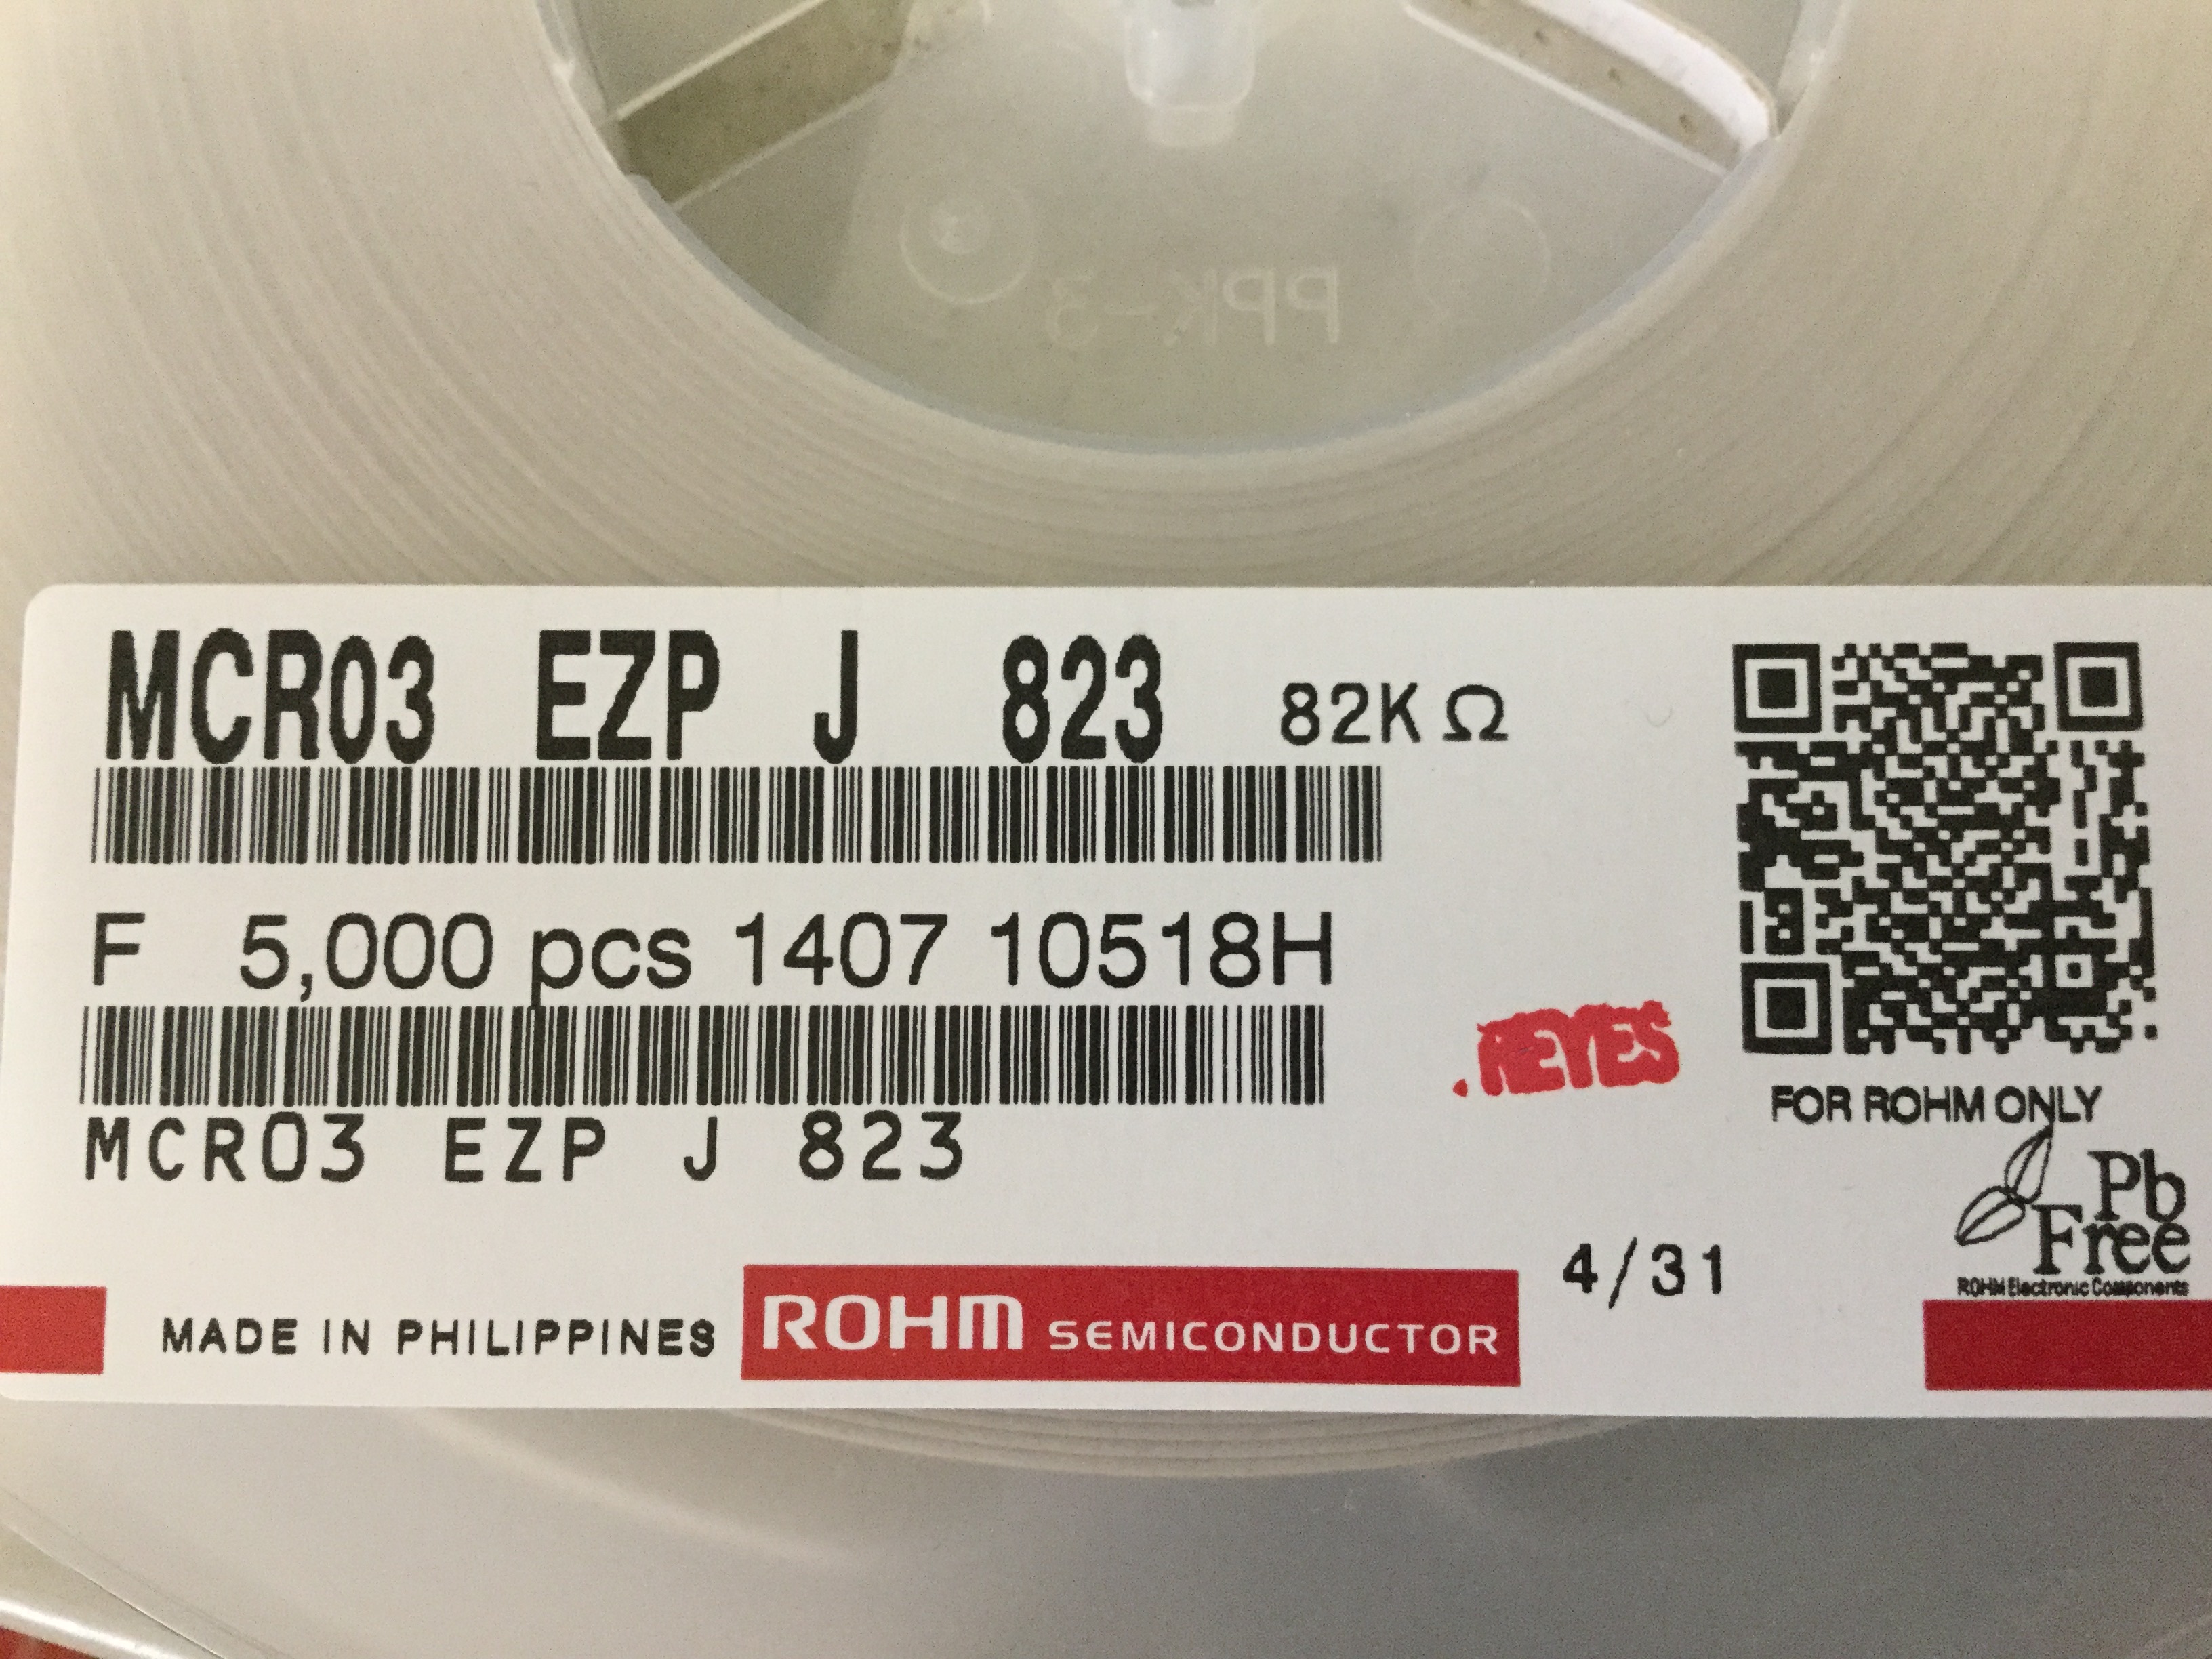 PPK-3
MCR03 EZP J 823 82KΩ
F 5,000 pcs 1407 10518H
.REYES
MCR03 EZP J 823
FOR ROHM ONLY
Pb
Free
ROHM Electronic Components
4/31
MADE IN PHILIPPINES ROHM SEMICONDUCTOR